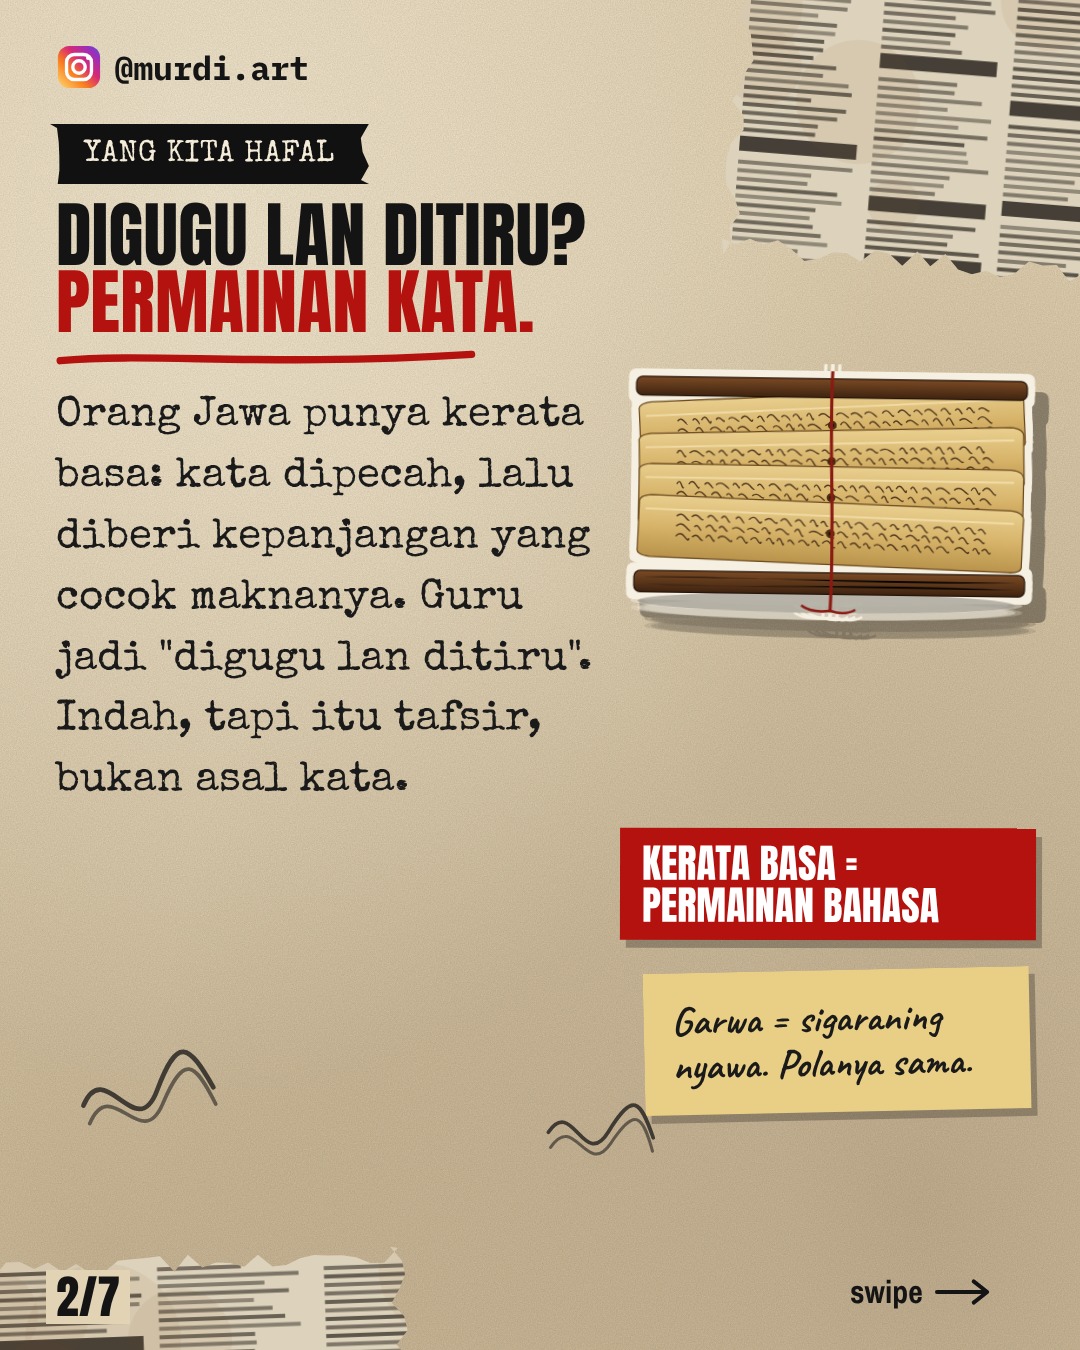 @murdi.art
YANG KITA HAFAL
DIGUGU LAN DITIRU?
PERMAINAN KATA.
Orang Jawa punya kerata
basa: kata dipecah, lalu
diberi kepanjangan yang
cocok maknanya. Guru
jadi "digugu lan ditiru".
Indah, tapi itu tafsir,
bukan asal kata.
KERATA BASA =
PERMAINAN BAHASA
Garwa = sigaraning
nyawa. Polanya sama.
2/7
swipe →